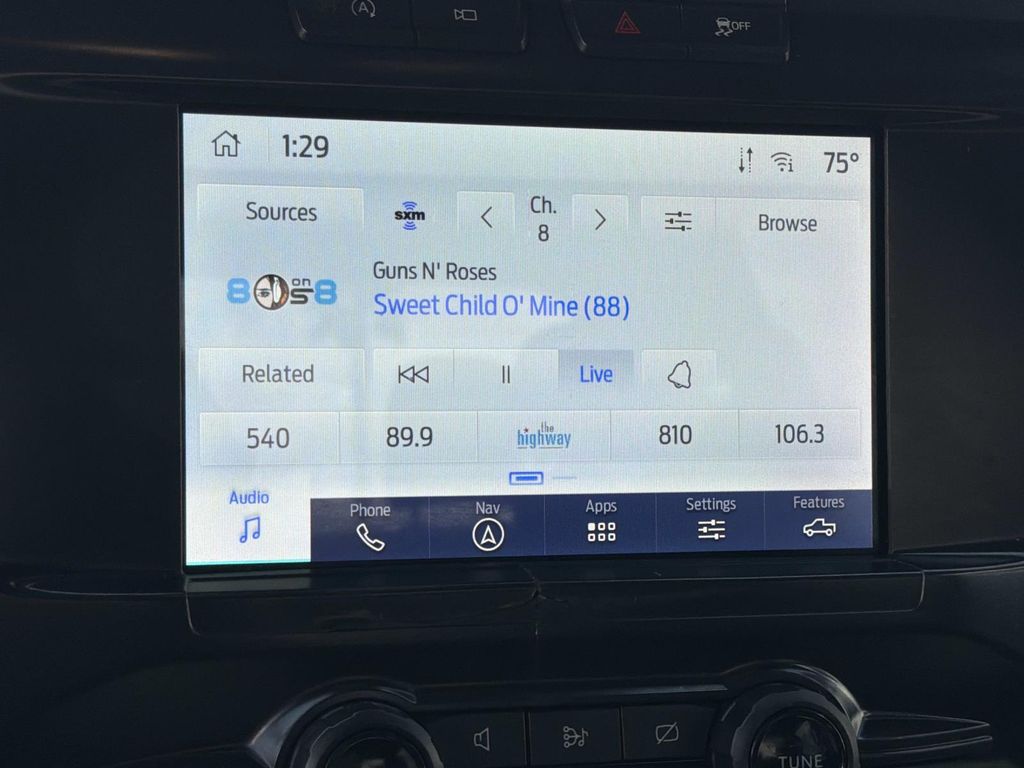 A
OFF
1:29
75°
Sources
sxm
Ch.
8
Browse
80s on 8
Guns N' Roses
Sweet Child O' Mine (88)
Related
Live
540
89.9
the highway
810
106.3
Audio
Phone
Nav
Apps
Settings
Features
TUNE